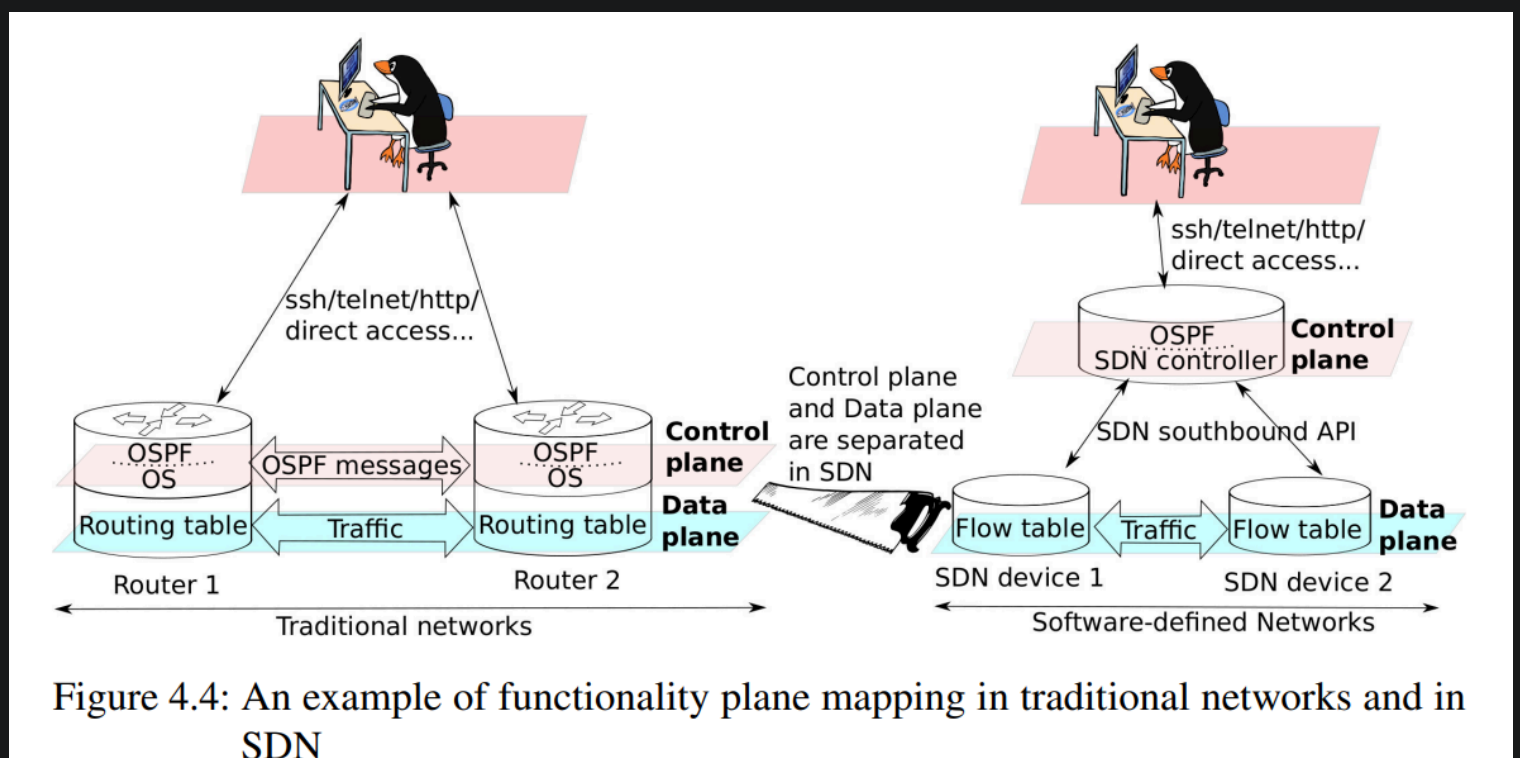 ssh/telnet/http/
direct access...
OSPF
OS
OSPF messages
OSPF
OS
Control
plane
Routing table
Traffic
Routing table
Data
plane
Router 1
Router 2
Traditional networks
Control plane
and Data plane
are separated
in SDN
ssh/telnet/http/
direct access...
OSPF
SDN controller
Control
plane
SDN southbound API
Flow table
Traffic
Flow table
Data
plane
SDN device 1
SDN device 2
Software-defined Networks
Figure 4.4: An example of functionality plane mapping in traditional networks and in
SDN